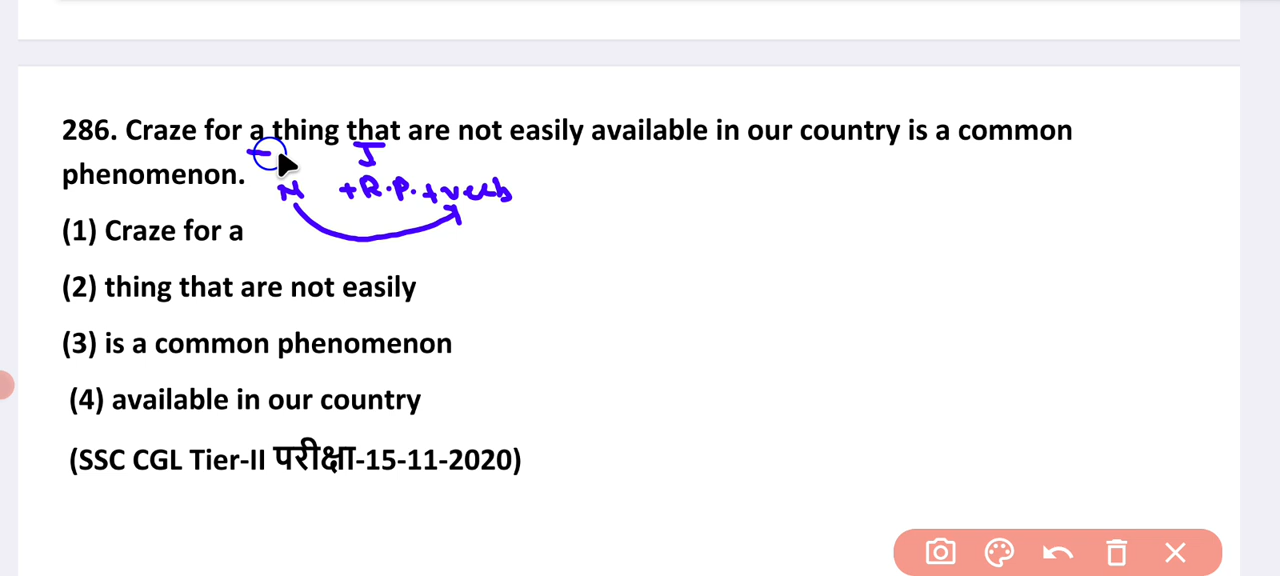 286. Craze for a thing that are not easily available in our country is a common
phenomenon.
N + R.P. + verb
(1) Craze for a
(2) thing that are not easily
(3) is a common phenomenon
(4) available in our country
(SSC CGL Tier-II परीक्षा-15-11-2020)